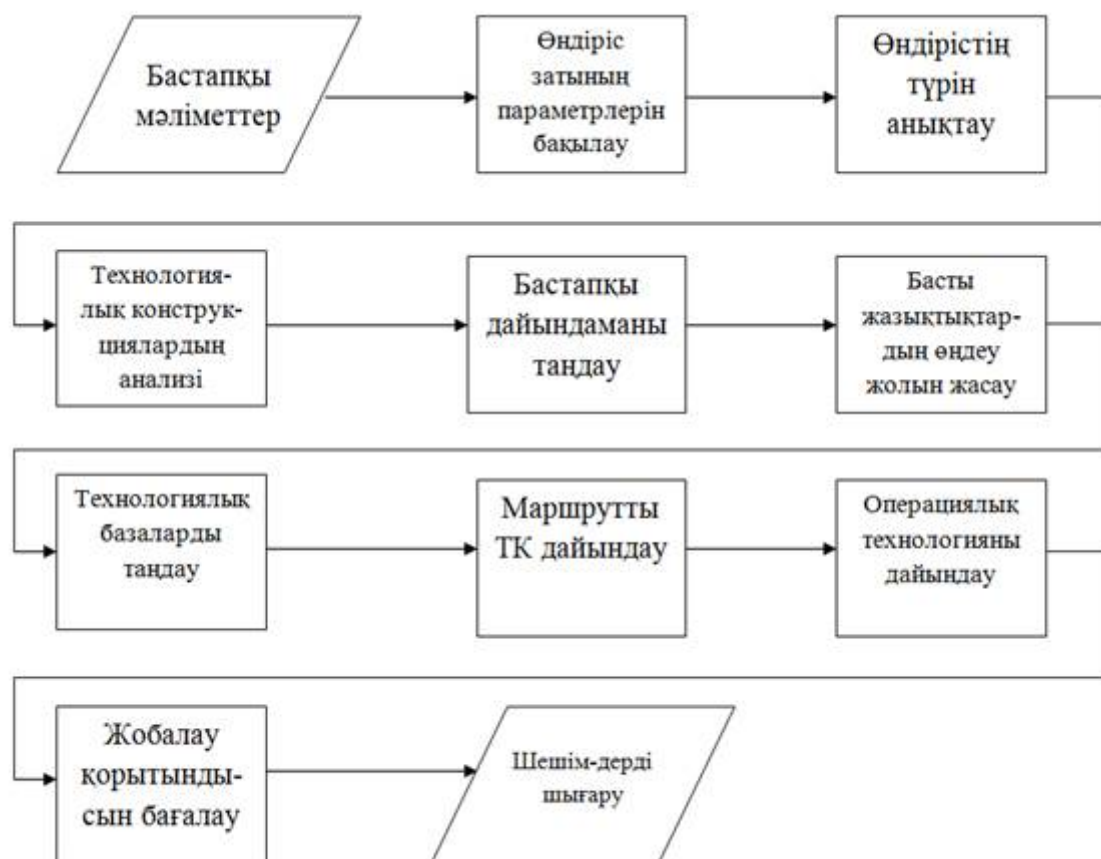 Бастапқы
мәліметтер
Өндіріс
затының
параметрлерін
бақылау
Өндірістің
түрін
анықтау
Технология-
лық конструк-
циялардың
анализі
Бастапқы
дайындаманы
таңдау
Басты
жазықтықтар-
дың өңдеу
жолын жасау
Технологиялық
базаларды
таңдау
Маршрутты
ТК дайындау
Операциялық
технологияны
дайындау
Жобалау
қорытынды-
сын бағалау
Шешім-дерді
шығару